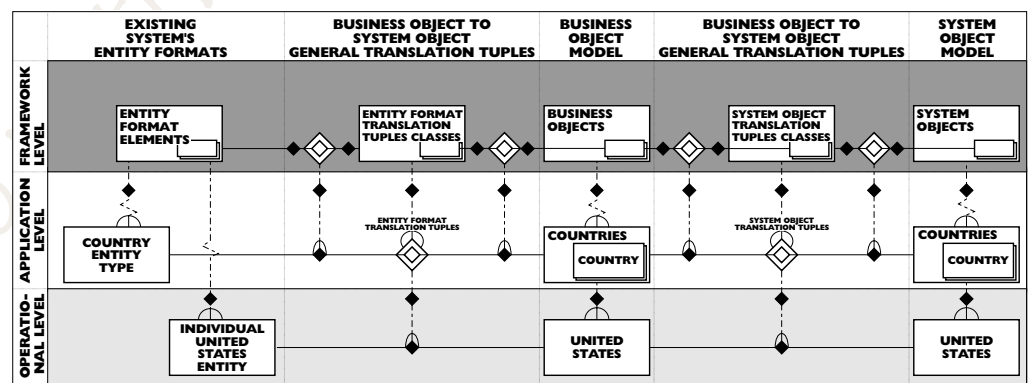 EXISTING
SYSTEM'S
ENTITY FORMATS
BUSINESS OBJECT TO
SYSTEM OBJECT
GENERAL TRANSLATION TUPLES
BUSINESS
OBJECT
MODEL
BUSINESS OBJECT TO
SYSTEM OBJECT
GENERAL TRANSLATION TUPLES
SYSTEM
OBJECT
MODEL
FRAMEWORK
LEVEL
ENTITY
FORMAT
ELEMENTS
ENTITY FORMAT
TRANSLATION
TUPLES CLASSES
BUSINESS
OBJECTS
SYSTEM OBJECT
TRANSLATION
TUPLES CLASSES
SYSTEM
OBJECTS
APPLICATION
LEVEL
COUNTRY
ENTITY
TYPE
ENTITY FORMAT
TRANSLATION TUPLES
COUNTRIES
COUNTRY
SYSTEM OBJECT
TRANSLATION TUPLES
COUNTRIES
COUNTRY
OPERATIO-
NAL LEVEL
INDIVIDUAL
UNITED
STATES
ENTITY
UNITED
STATES
UNITED
STATES